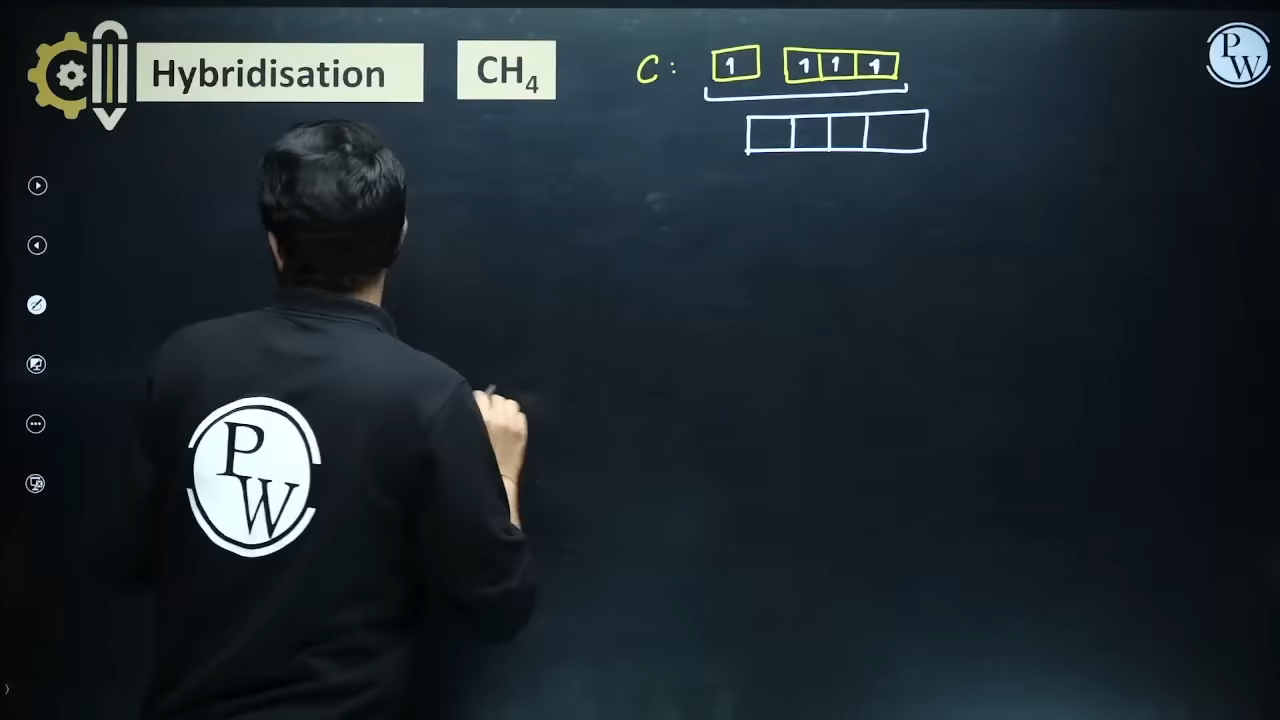 Hybridisation
CH₄
C: 1 1 1 1
PW
PW